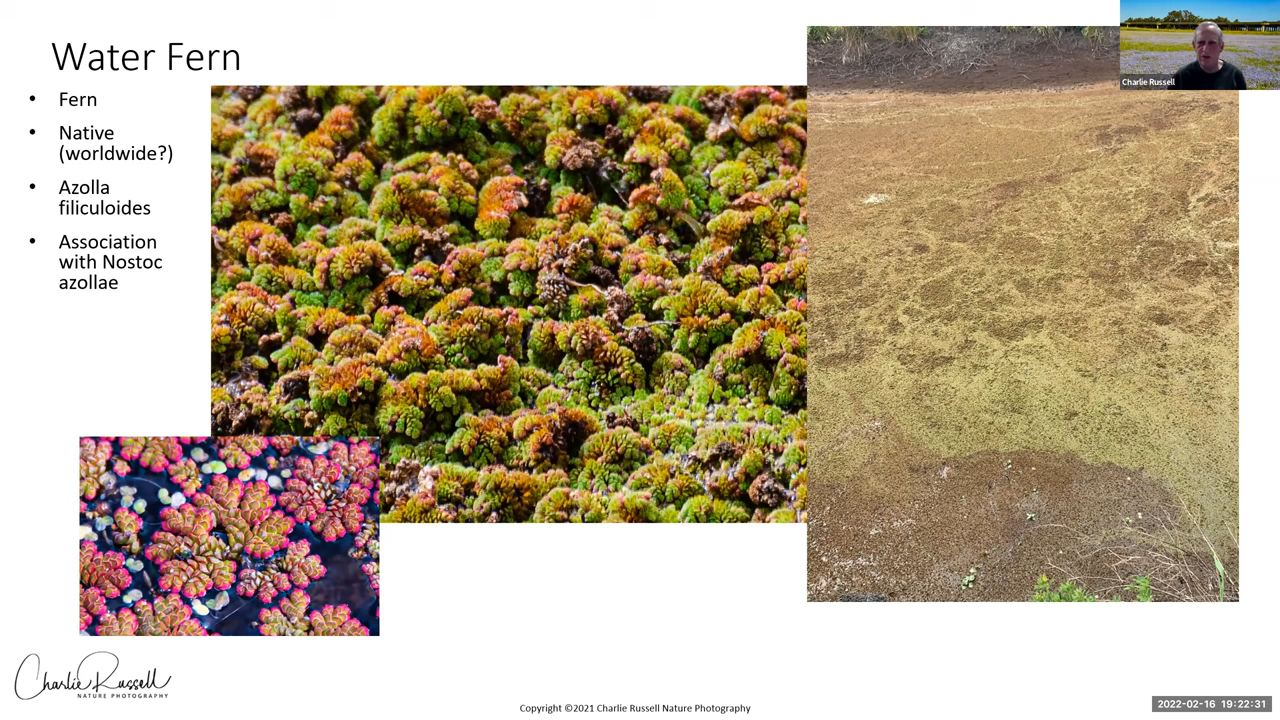 Water Fern
• Fern
• Native
(worldwide?)
• Azolla
filiculoides
• Association
with Nostoc
azollae
Charlie Russell
Charlie Russell
NATURE PHOTOGRAPHY
Copyright ©2021 Charlie Russell Nature Photography
2022-02-16 19:22:31